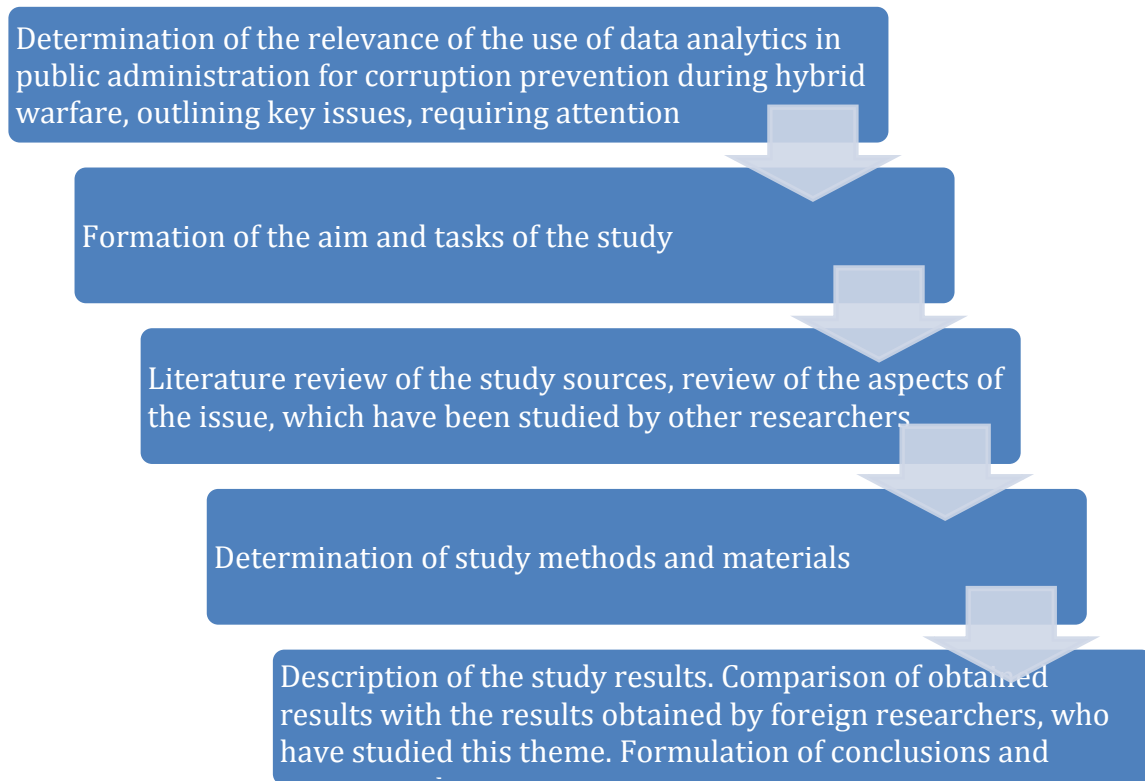 Determination of the relevance of the use of data analytics in
public administration for corruption prevention during hybrid
warfare, outlining key issues, requiring attention
Formation of the aim and tasks of the study
Literature review of the study sources, review of the aspects of
the issue, which have been studied by other researchers
Determination of study methods and materials
Description of the study results. Comparison of obtained
results with the results obtained by foreign researchers, who
have studied this theme. Formulation of conclusions and